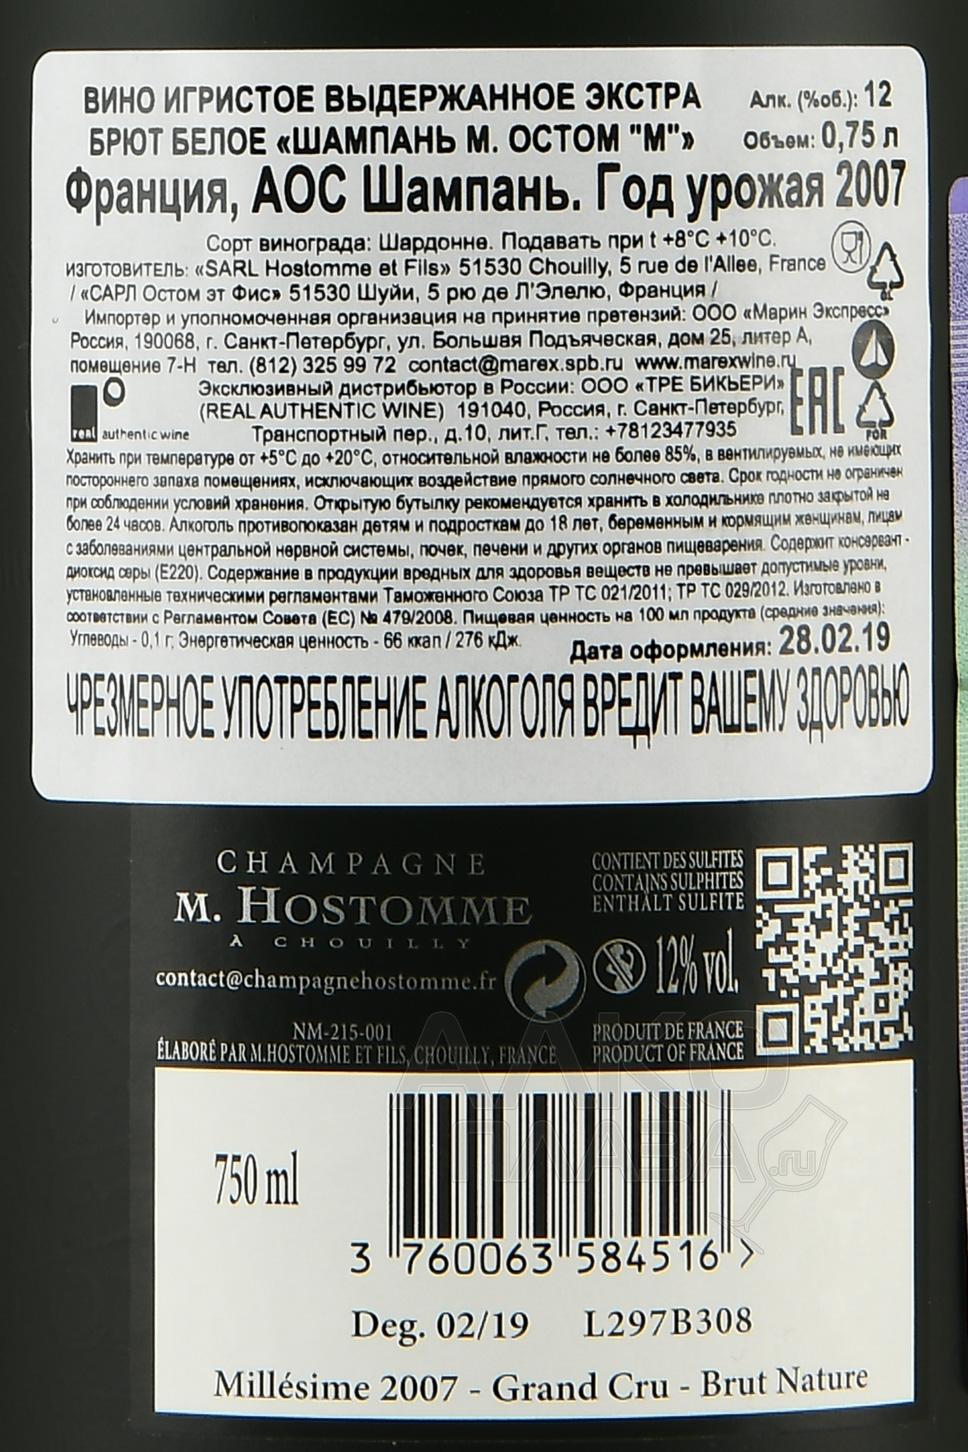 ВИНО ИГРИСТОЕ ВЫДЕРЖАННОЕ ЭКСТРА
БРЮТ БЕЛОЕ «ШАМПАНЬ М. ОСТОМ "М"»
Алк. (%об.): 12
Объем: 0,75 л
Франция, АОС Шампань. Год урожая 2007
Сорт винограда: Шардонне. Подавать при t +8°С +10°С.
ИЗГОТОВИТЕЛЬ: «SARL Hostomme et Fils» 51530 Chouilly, 5 rue de l'Allee, France
/ «САРЛ Остом эт Фис» 51530 Шуйи, 5 рю де Л'Элелю, Франция /
Импортер и уполномоченная организация на принятие претензий: ООО «Марин Экспресс»
Россия, 190068, г. Санкт-Петербург, ул. Большая Подъяческая, дом 25, литер А,
помещение 7-Н тел. (812) 325 99 72 contact@marex.spb.ru www.marexwine.ru
Эксклюзивный дистрибьютор в России: ООО «ТРЕ БИКЬЕРИ»
(REAL AUTHENTIC WINE) 191040, Россия, г. Санкт-Петербург,
Транспортный пер., д.10, лит.Г, тел.: +78123477935
real authentic wine
GL
EAC
FOR
Хранить при температуре от +5°С до +20°С, относительной влажности не более 85%, в вентилируемых, не имеющих
постороннего запаха помещениях, исключающих воздействие прямого солнечного света. Срок годности не ограничен
при соблюдении условий хранения. Открытую бутылку рекомендуется хранить в холодильнике плотно закрытой не
более 24 часов. Алкоголь противопоказан детям и подросткам до 18 лет, беременным и кормящим женщинам, лицам
с заболеваниями центральной нервной системы, почек, печени и других органов пищеварения. Содержит консервант -
диоксид серы (Е220). Содержание в продукции вредных для здоровья веществ не превышает допустимые уровни,
установленные техническими регламентами Таможенного Союза ТР ТС 021/2011; ТР ТС 029/2012. Изготовлено в
соответствии с Регламентом Совета (ЕС) № 479/2008. Пищевая ценность на 100 мл продукта (средние значения):
Углеводы - 0,1 г; Энергетическая ценность - 66 ккал / 276 кДж.
Дата оформления: 28.02.19
ЧРЕЗМЕРНОЕ УПОТРЕБЛЕНИЕ АЛКОГОЛЯ ВРЕДИТ ВАШЕМУ ЗДОРОВЬЮ
CHAMPAGNE
M. HOSTOMME
À CHOUILLY
contact@champagnehostomme.fr
NM-215-001
ÉLABORÉ PAR M.HOSTOMME ET FILS, CHOUILLY, FRANCE
CONTIENT DES SULFITES
CONTAINS SULPHITES
ENTHÄLT SULFITE
12% vol.
PRODUIT DE FRANCE
PRODUCT OF FRANCE
АЛКО
ПЛАЗА
.ru
750 ml
3 760063 584516 >
Deg. 02/19 L297B308
Millésime 2007 - Grand Cru - Brut Nature